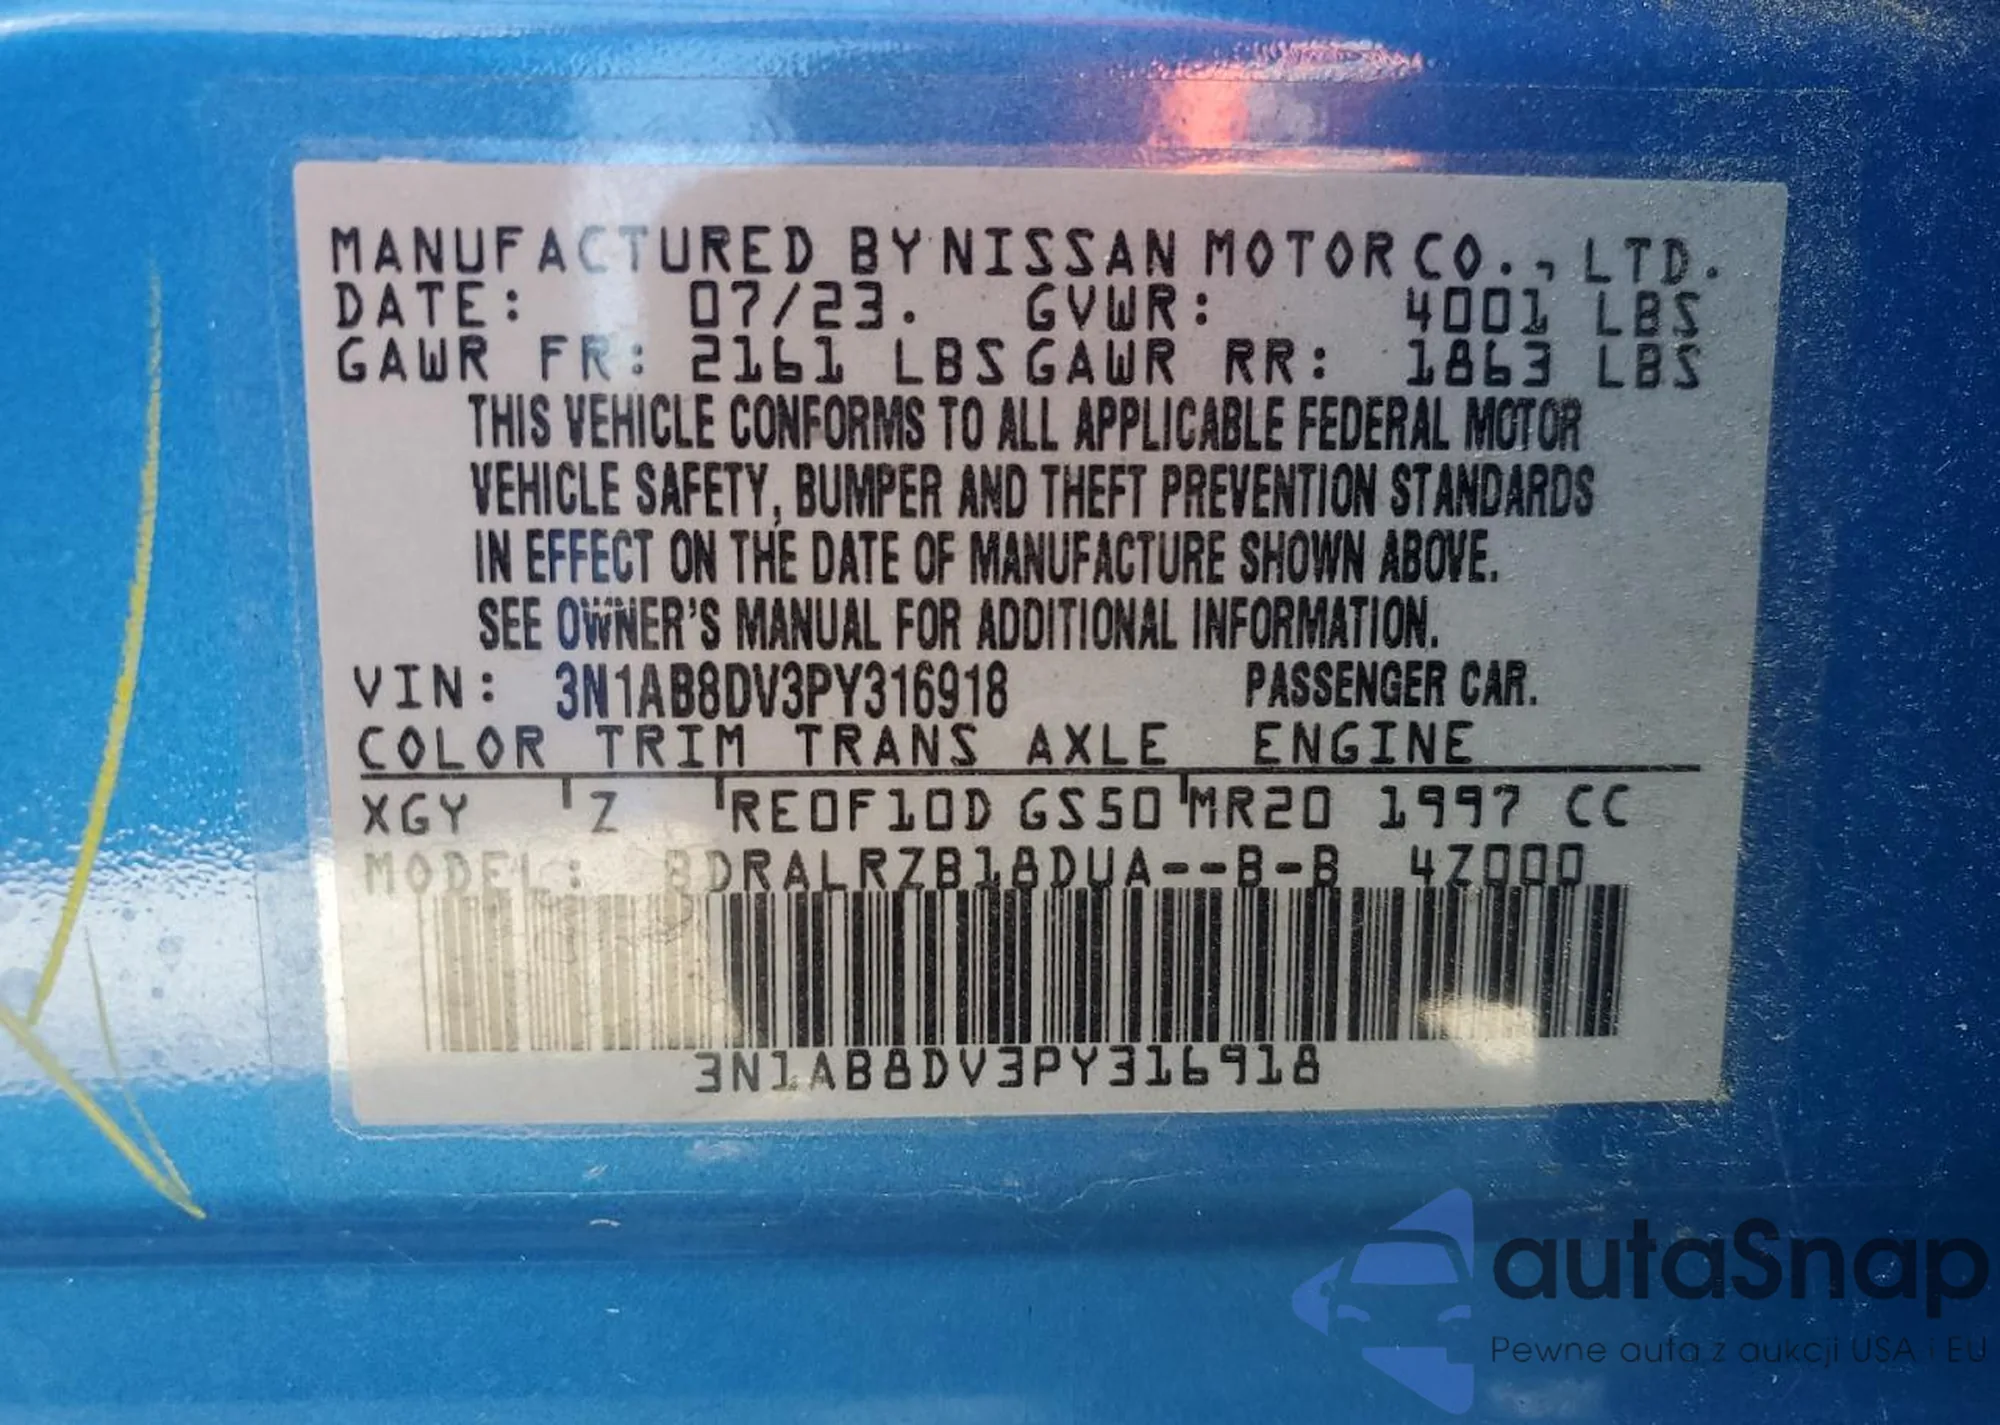 MANUFACTURED BY NISSAN MOTOR CO., LTD.
DATE: 07/23. GVWR: 4001 LBS
GAWR FR: 2161 LBS GAWR RR: 1863 LBS
THIS VEHICLE CONFORMS TO ALL APPLICABLE FEDERAL MOTOR
VEHICLE SAFETY, BUMPER AND THEFT PREVENTION STANDARDS
IN EFFECT ON THE DATE OF MANUFACTURE SHOWN ABOVE.
SEE OWNER'S MANUAL FOR ADDITIONAL INFORMATION.
VIN: 3N1AB8DV3PY316918 PASSENGER CAR.
COLOR TRIM TRANS AXLE ENGINE
XGY Z RE0F10D GS50 MR20 1997 CC
MODEL: BDRALRZB18DUA--B-B 4Z000
3N1AB8DV3PY316918
autaSnap
Pewne auta z aukcji USA i EU